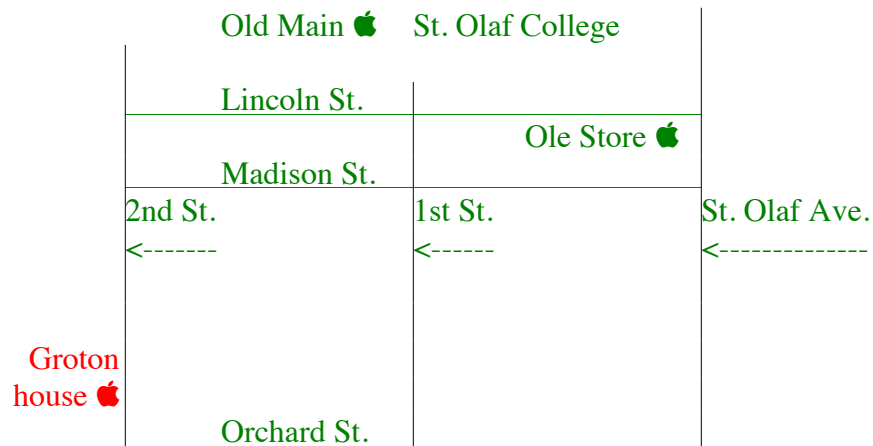 Old Main St. Olaf College
Lincoln St.
Ole Store
Madison St.
2nd St. 1st St. St. Olaf Ave.
<------- <------ <--------------
Groton
house
Orchard St.